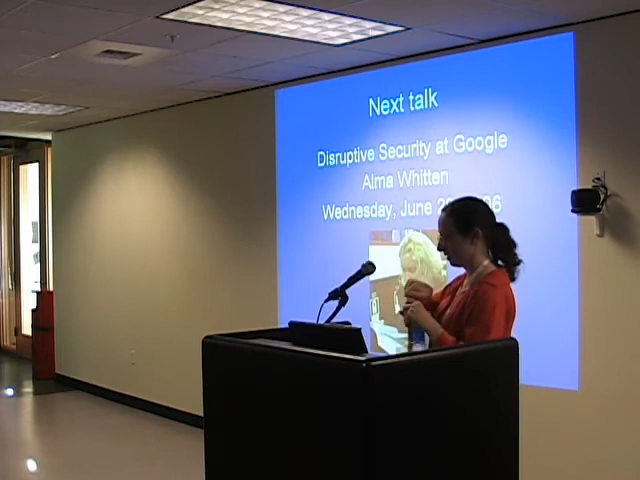 Next talk
Disruptive Security at Google
Alma Whitten
Wednesday, June